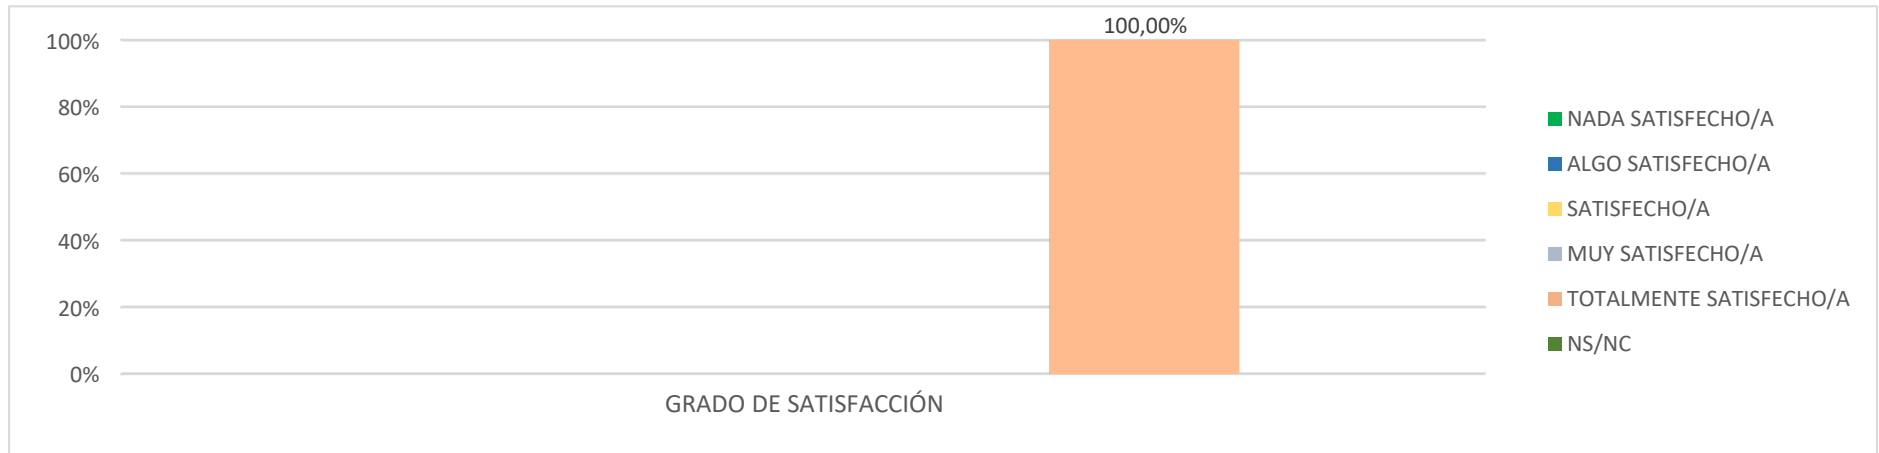 100,00%
100%
80%
60%
40%
20%
0%
GRADO DE SATISFACCIÓN
NADA SATISFECHO/A
ALGO SATISFECHO/A
SATISFECHO/A
MUY SATISFECHO/A
TOTALMENTE SATISFECHO/A
NS/NC